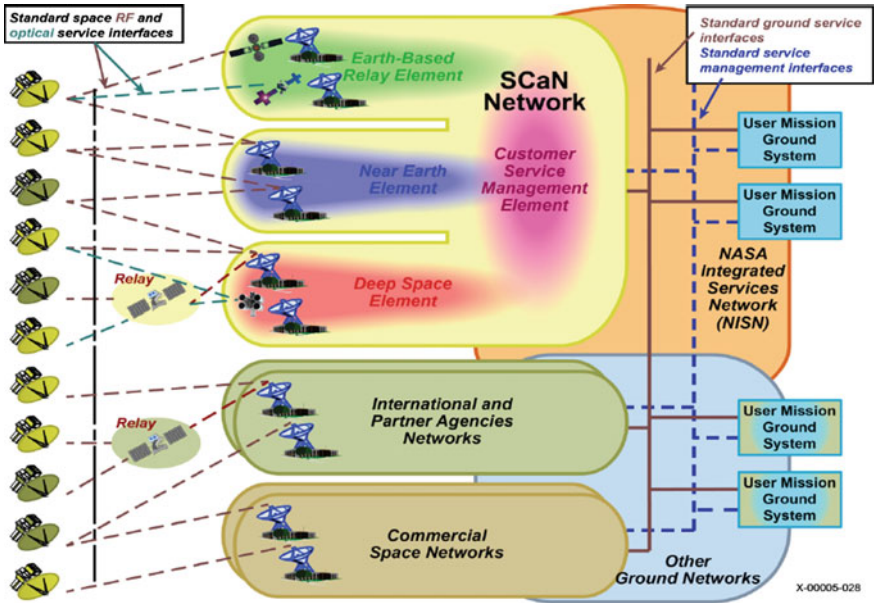 Standard space RF and
optical service interfaces
Standard ground service
interfaces
Standard service
management interfaces
Earth-Based
Relay Element
SCaN
Network
User Mission
Ground
System
Near Earth
Element
Customer
Service
Management
Element
User Mission
Ground
System
NASA
Integrated
Services
Network
(NISN)
Relay
Deep Space
Element
International and
Partner Agencies
Networks
User Mission
Ground
System
Relay
User Mission
Ground
System
Commercial
Space Networks
Other
Ground Networks
X-00005-028